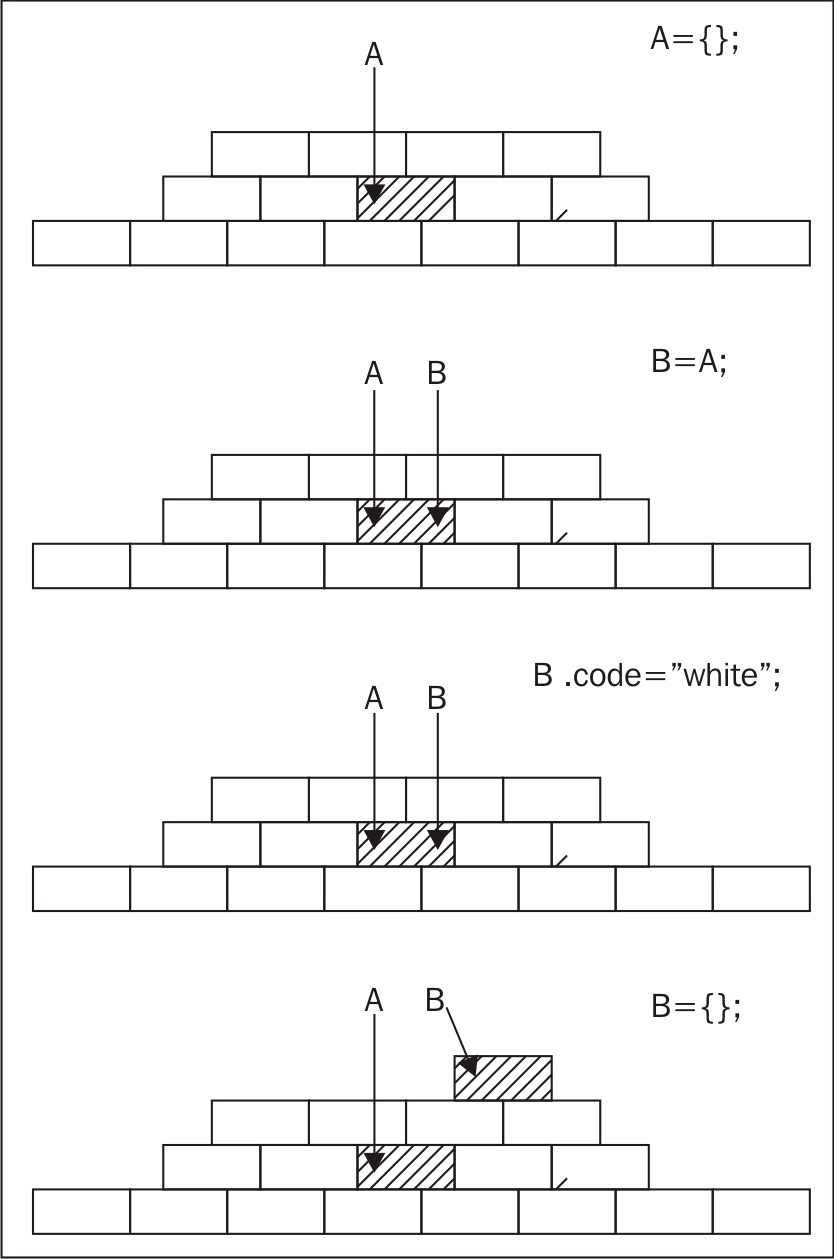 A={};
A
B=A;
A B
B .code=”white”;
A B
A B
B={};